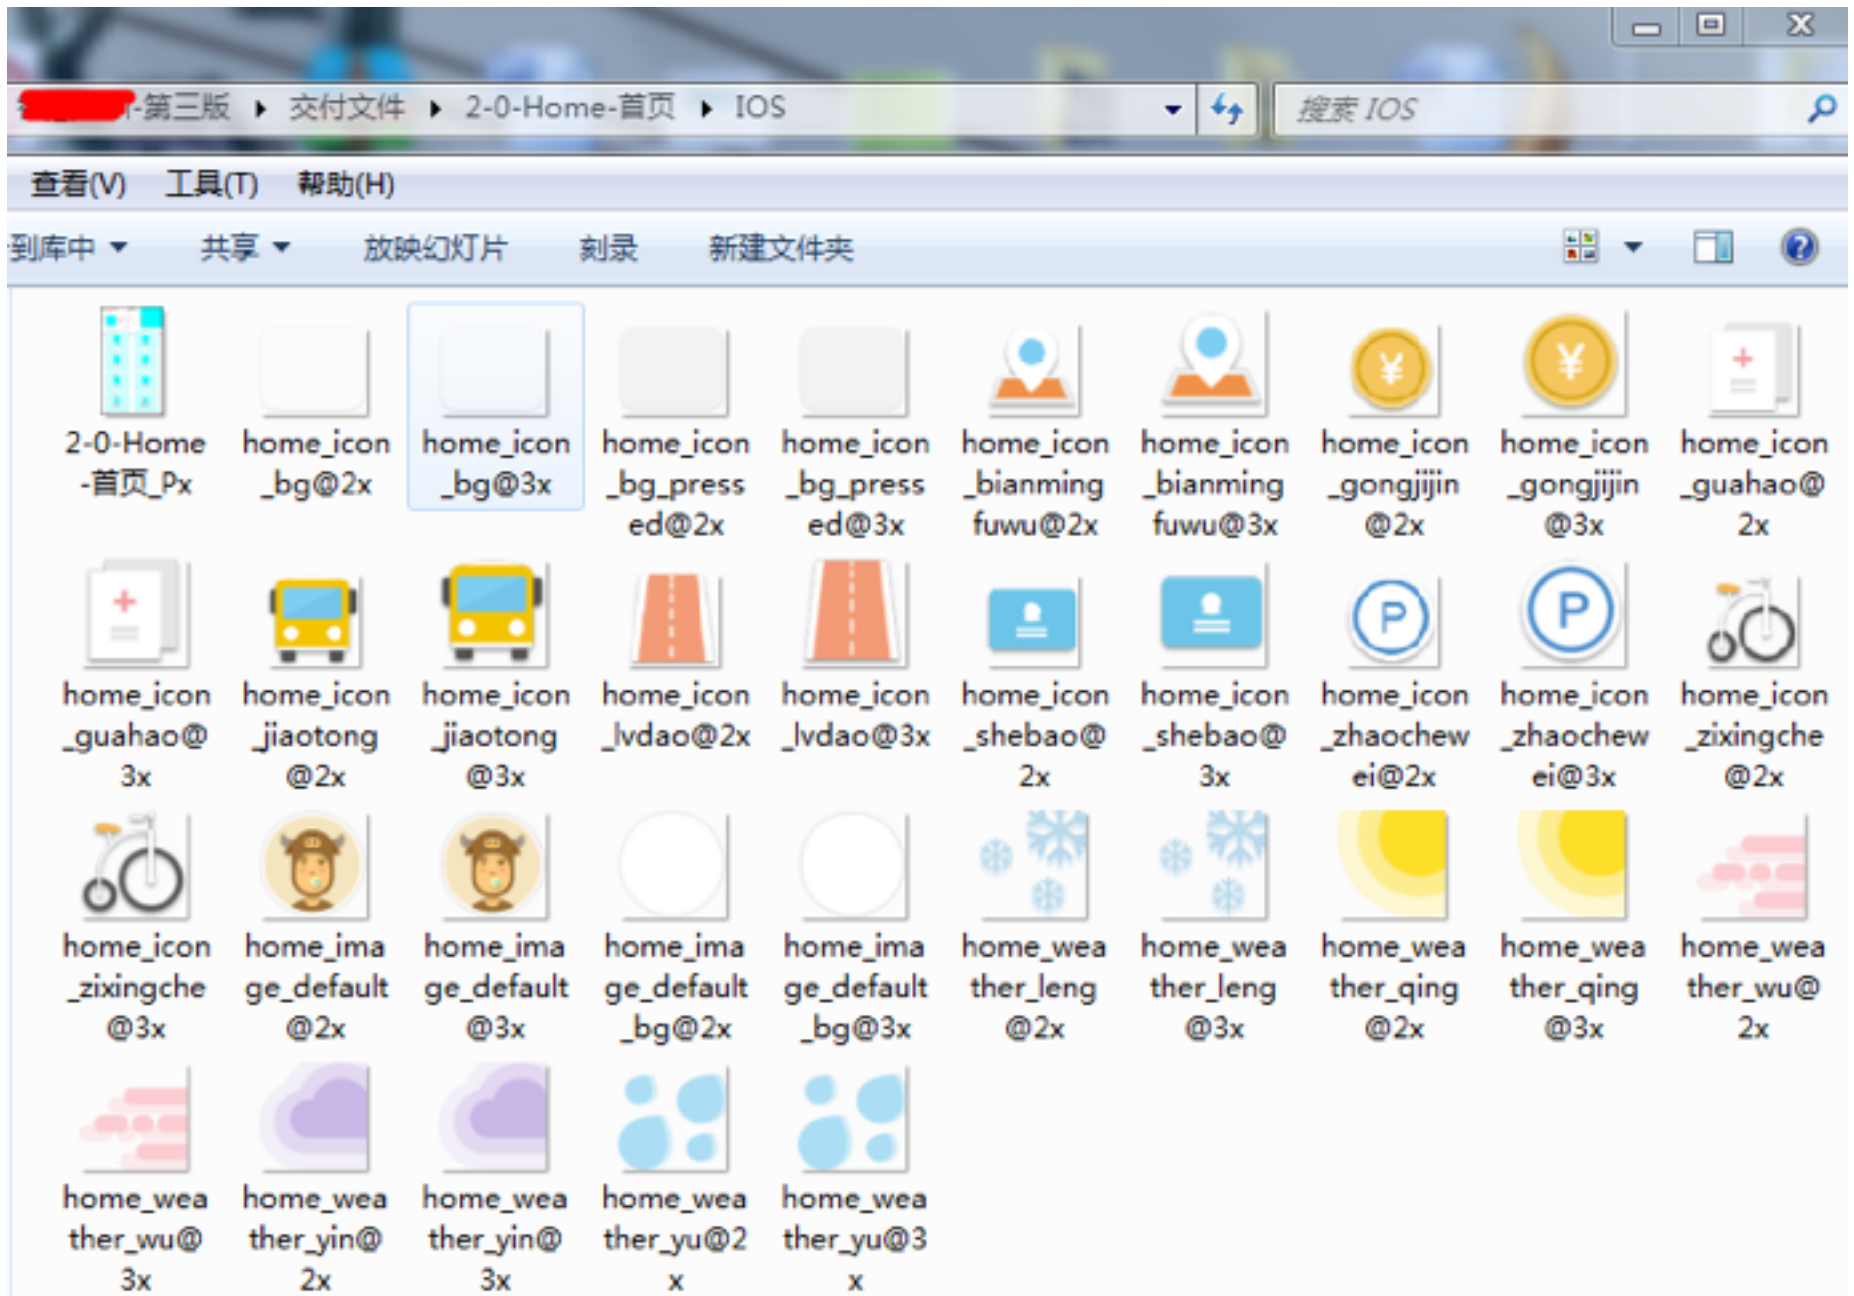 -第三版 ▸ 交付文件 ▸ 2-0-Home-首页 ▸ IOS
搜索 IOS
查看(V) 工具(T) 帮助(H)
到库中 共享 放映幻灯片 刻录 新建文件夹
2-0-Home
-首页_Px
home_icon
_bg@2x
home_icon
_bg@3x
home_icon
_bg_press
ed@2x
home_icon
_bg_press
ed@3x
home_icon
_bianming
fuwu@2x
home_icon
_bianming
fuwu@3x
home_icon
_gongjijin
@2x
home_icon
_gongjijin
@3x
home_icon
_guahao@
2x
home_icon
_guahao@
3x
home_icon
_jiaotong
@2x
home_icon
_jiaotong
@3x
home_icon
_lvdao@2x
home_icon
_lvdao@3x
home_icon
_shebao@
2x
home_icon
_shebao@
3x
home_icon
_zhaochew
ei@2x
home_icon
_zhaochew
ei@3x
home_icon
_zixingche
@2x
home_icon
_zixingche
@3x
home_ima
ge_default
@2x
home_ima
ge_default
@3x
home_ima
ge_default
_bg@2x
home_ima
ge_default
_bg@3x
home_wea
ther_leng
@2x
home_wea
ther_leng
@3x
home_wea
ther_qing
@2x
home_wea
ther_qing
@3x
home_wea
ther_wu@
2x
home_wea
ther_wu@
3x
home_wea
ther_yin@
2x
home_wea
ther_yin@
3x
home_wea
ther_yu@2
x
home_wea
ther_yu@3
x